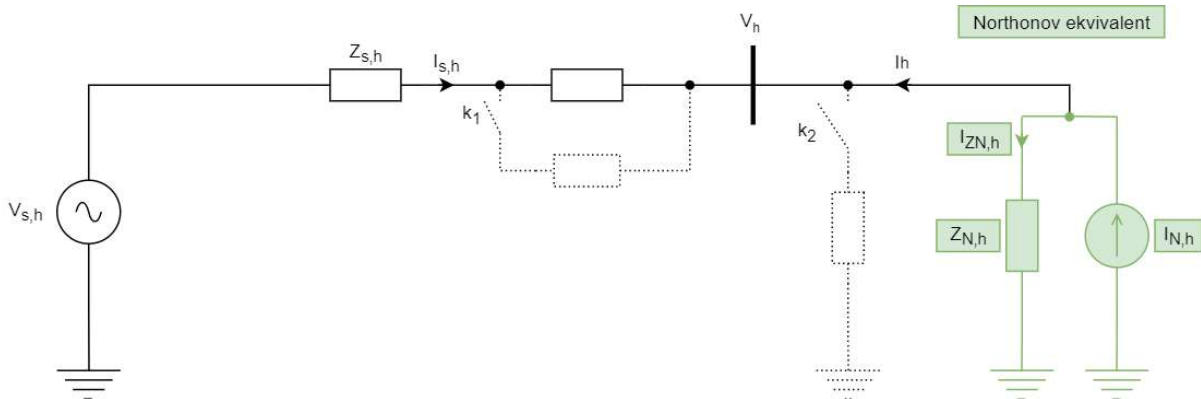 Northonov ekvivalent
V_h
Z_s,h
I_s,h
Ih
k_1
k_2
I_ZN,h
V_s,h
Z_N,h
I_N,h